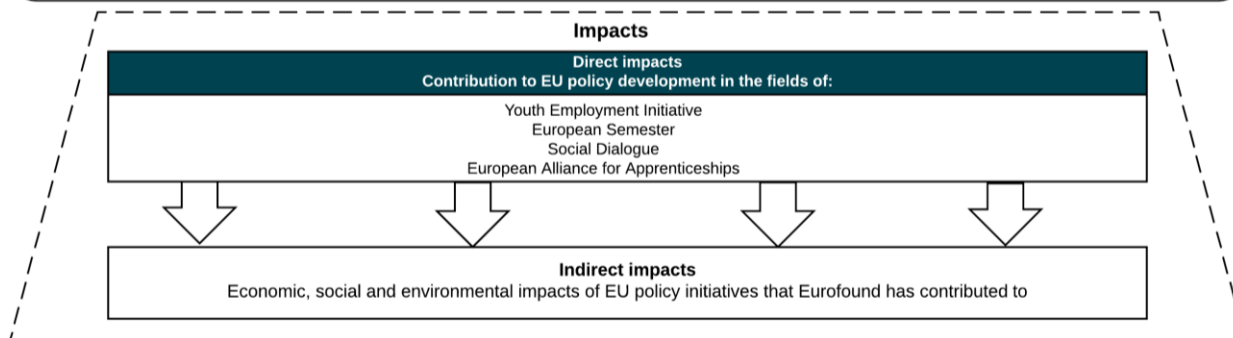 Impacts
Direct impacts
Contribution to EU policy development in the fields of:
Youth Employment Initiative
European Semester
Social Dialogue
European Alliance for Apprenticeships
Indirect impacts
Economic, social and environmental impacts of EU policy initiatives that Eurofound has contributed to